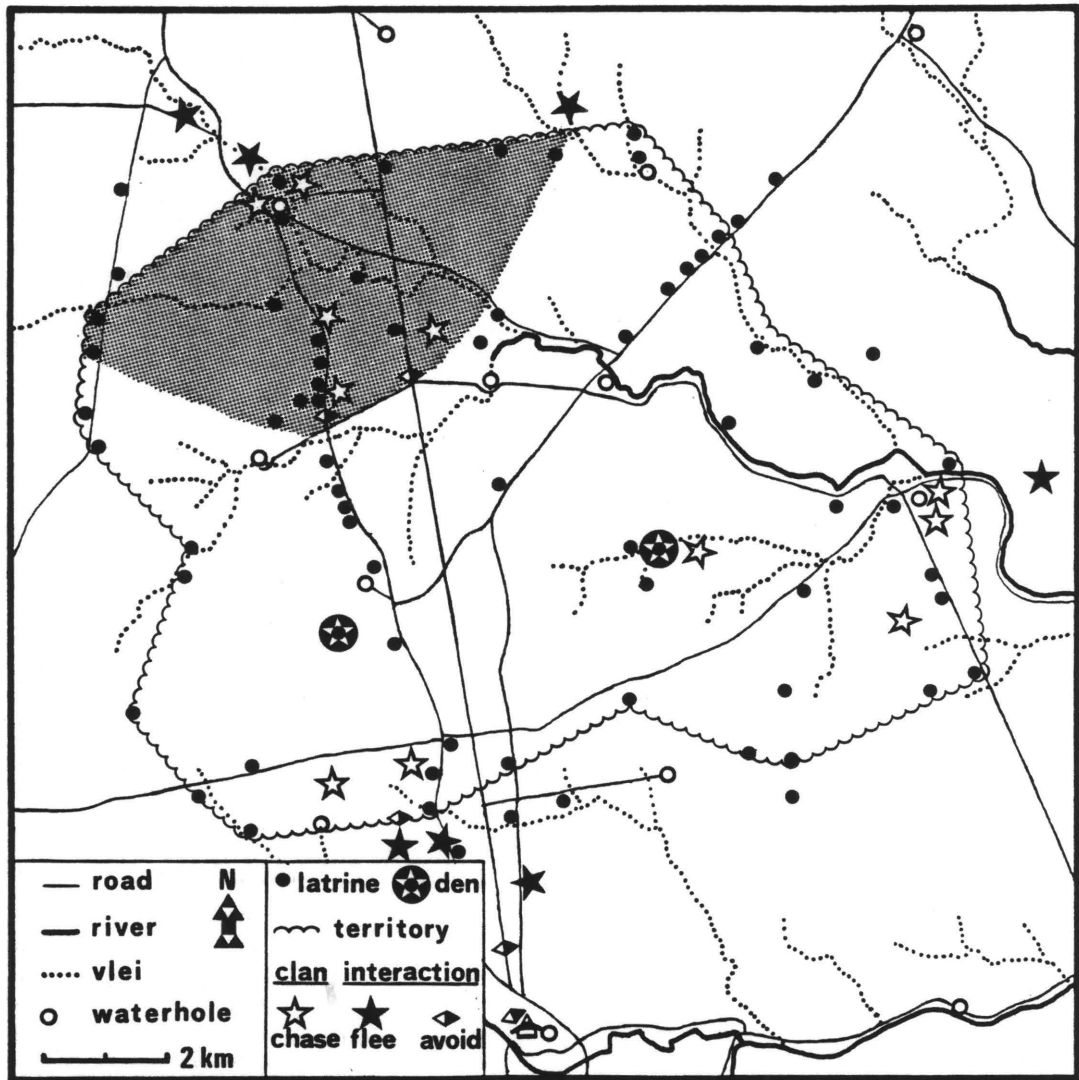 road N
river
vlei
waterhole
2 km
latrine den
territory
clan interaction
chase flee avoid